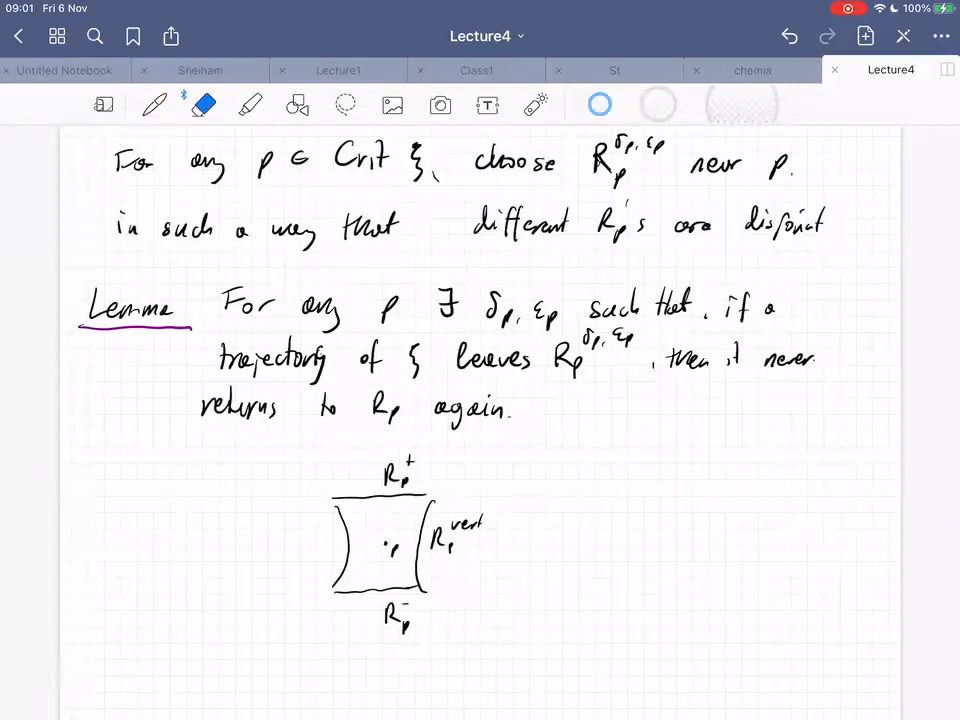 09:01 Fri 6 Nov 100%
Lecture4
Untitled Notebook Sheiham Lecture1 Class1 St chemia Lecture4
For any p ∈ Crit ξ, choose R_p^{δ_p, ε_p} near p.
in such a way that different R_p's are disjoint
Lemma For any p ∃ δ_p, ε_p such that, if a
trajectory of ξ leaves R_p^{δ_p, ε_p}, then it never
returns to R_p again.
R_p^+
p R_p^{vert}
R_p^-